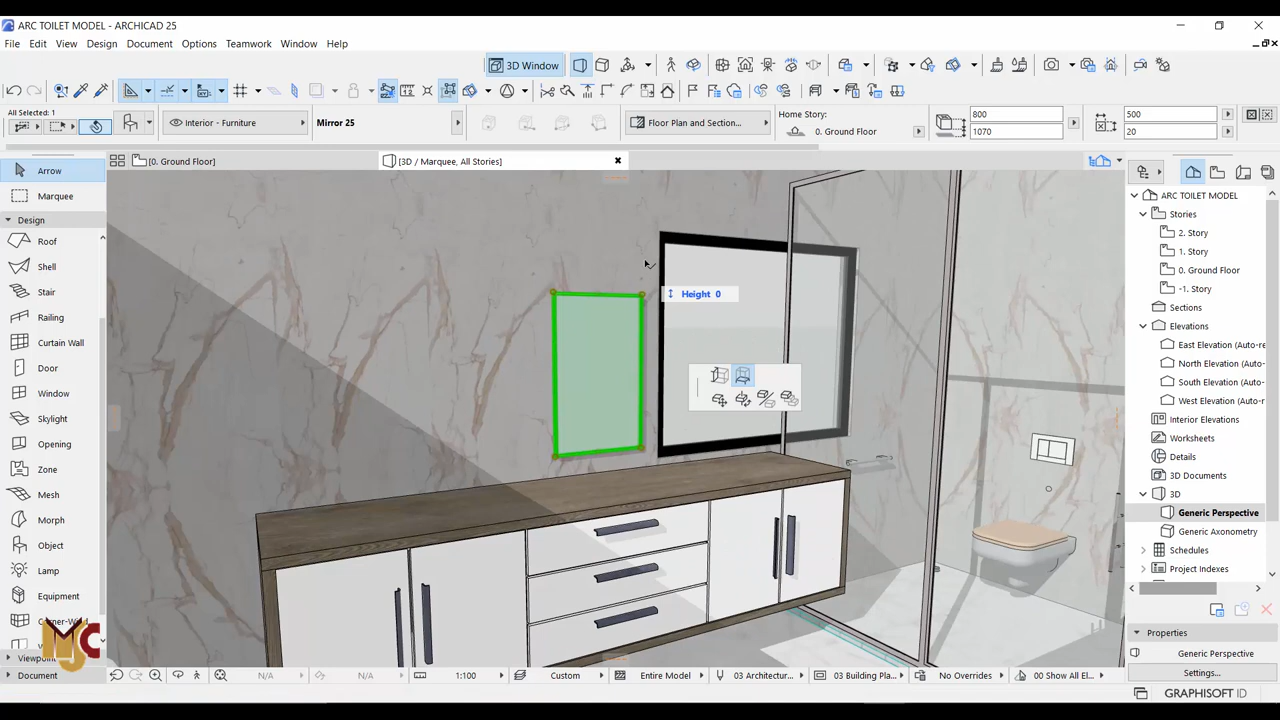 ARC TOILET MODEL - ARCHICAD 25
File Edit View Design Document Options Teamwork Window Help
3D Window
All Selected: 1
Interior - Furniture
Mirror 25
Floor Plan and Section...
Home Story:
0. Ground Floor
800
1070
500
20
[0. Ground Floor]
[3D / Marquee, All Stories]
Arrow
Marquee
Design
Roof
Shell
Stair
Railing
Curtain Wall
Door
Window
Skylight
Opening
Zone
Mesh
Morph
Object
Lamp
Equipment
Corner-Wi
Viewpoint
Document
Height 0
MJC
ARC TOILET MODEL
Stories
2. Story
1. Story
0. Ground Floor
-1. Story
Sections
Elevations
East Elevation (Auto-r
North Elevation (Auto-
South Elevation (Auto-
West Elevation (Auto-r
Interior Elevations
Worksheets
Details
3D Documents
3D
Generic Perspective
Generic Axonometry
Schedules
Project Indexes
Properties
Generic Perspective
Settings...
N/A
N/A
1:100
Custom
Entire Model
03 Architectur...
03 Building Pla...
No Overrides
00 Show All El...
GRAPHISOFT ID